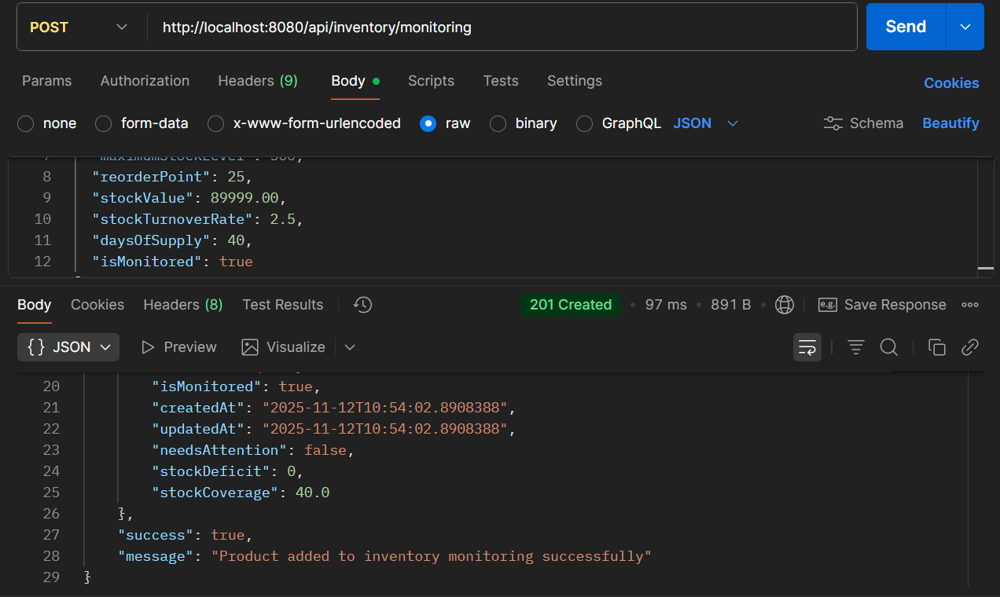 POST http://localhost:8080/api/inventory/monitoring Send
Params Authorization Headers (9) Body Scripts Tests Settings Cookies
none form-data x-www-form-urlencoded raw binary GraphQL JSON Schema Beautify
7 "maximumStockLevel": 500,
8 "reorderPoint": 25,
9 "stockValue": 89999.00,
10 "stockTurnoverRate": 2.5,
11 "daysOfSupply": 40,
12 "isMonitored": true
Body Cookies Headers (8) Test Results 201 Created 97 ms 891 B e.g. Save Response
{} JSON Preview Visualize
20 "isMonitored": true,
21 "createdAt": "2025-11-12T10:54:02.8908388",
22 "updatedAt": "2025-11-12T10:54:02.8908388",
23 "needsAttention": false,
24 "stockDeficit": 0,
25 "stockCoverage": 40.0
26 },
27 "success": true,
28 "message": "Product added to inventory monitoring successfully"
29 }